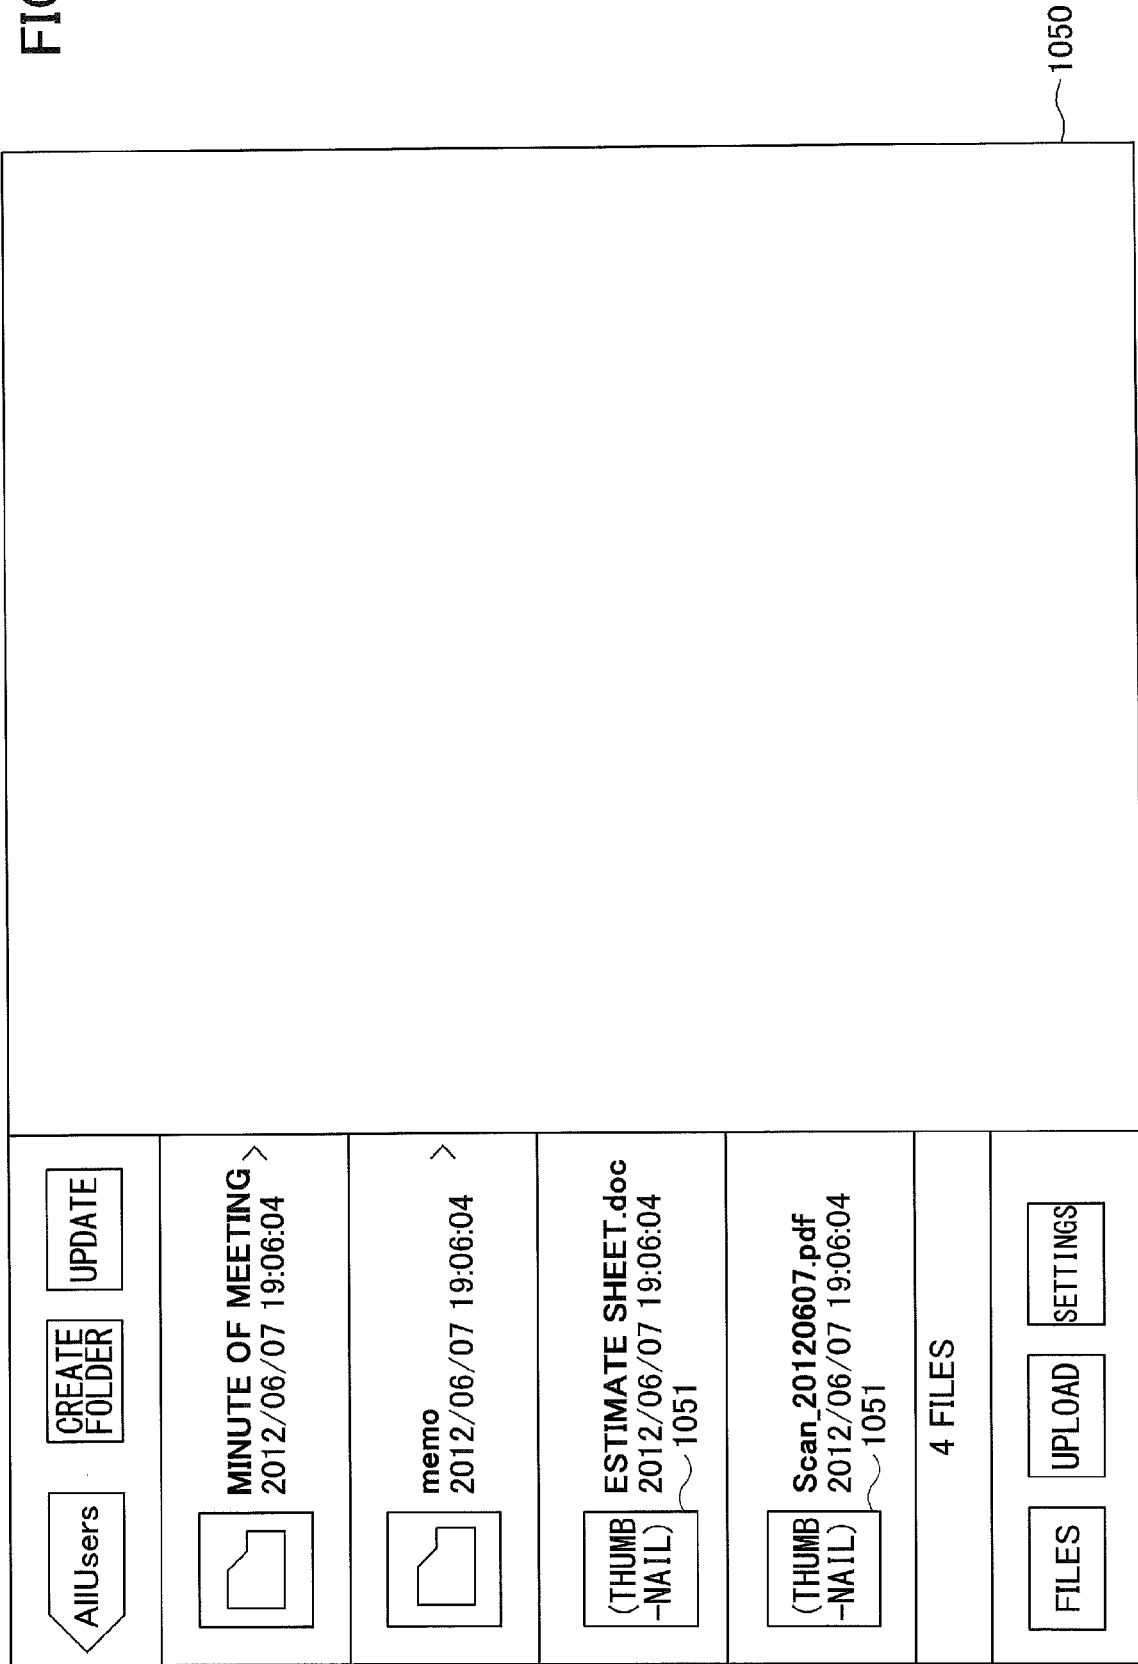 FIG
1050
AllUsers
CREATE
FOLDER
UPDATE
MINUTE OF MEETING >
2012/06/07 19:06:04
memo >
2012/06/07 19:06:04
(THUMB
-NAIL)
ESTIMATE SHEET.doc
2012/06/07 19:06:04
1051
(THUMB
-NAIL)
Scan_20120607.pdf
2012/06/07 19:06:04
1051
4 FILES
FILES
UPLOAD
SETTINGS